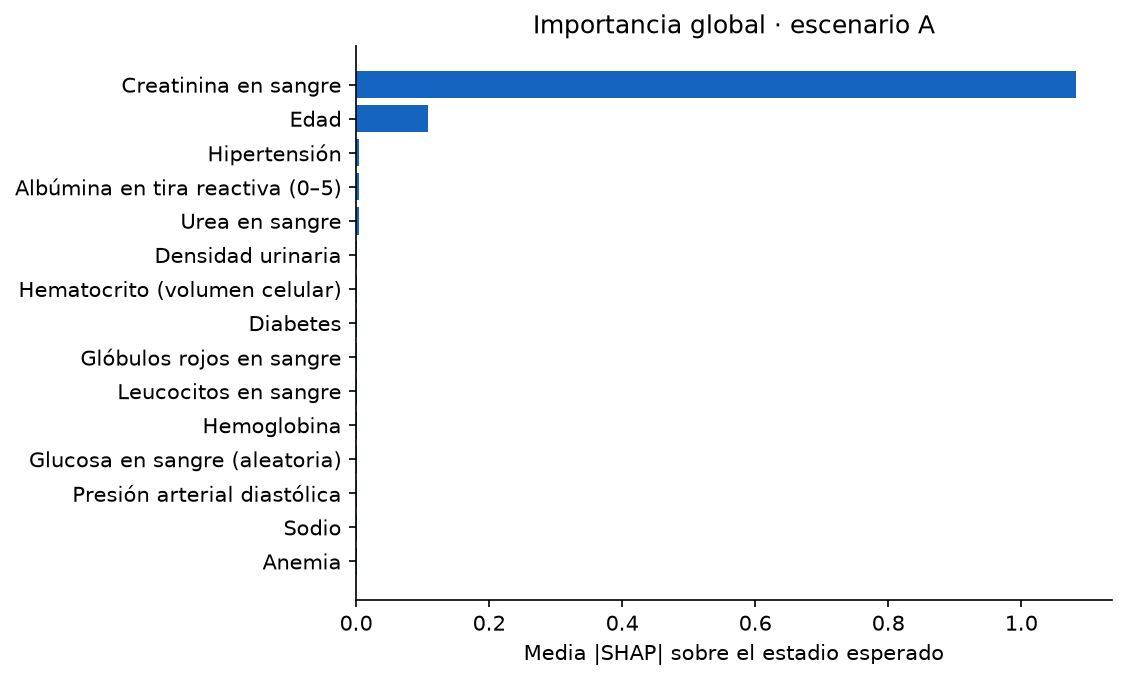 Importancia global · escenario A
Creatinina en sangre
Edad
Hipertensión
Albúmina en tira reactiva (0–5)
Urea en sangre
Densidad urinaria
Hematocrito (volumen celular)
Diabetes
Glóbulos rojos en sangre
Leucocitos en sangre
Hemoglobina
Glucosa en sangre (aleatoria)
Presión arterial diastólica
Sodio
Anemia
0.0 0.2 0.4 0.6 0.8 1.0
Media |SHAP| sobre el estadio esperado